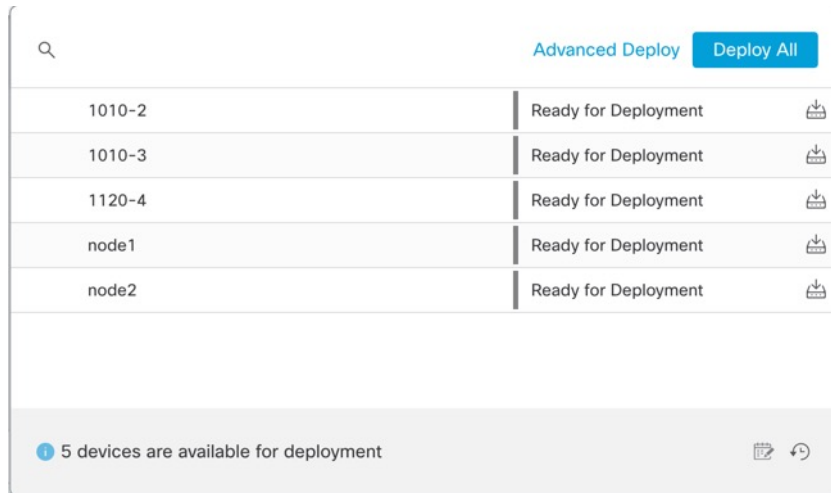 Advanced Deploy Deploy All
1010-2 Ready for Deployment
1010-3 Ready for Deployment
1120-4 Ready for Deployment
node1 Ready for Deployment
node2 Ready for Deployment
5 devices are available for deployment